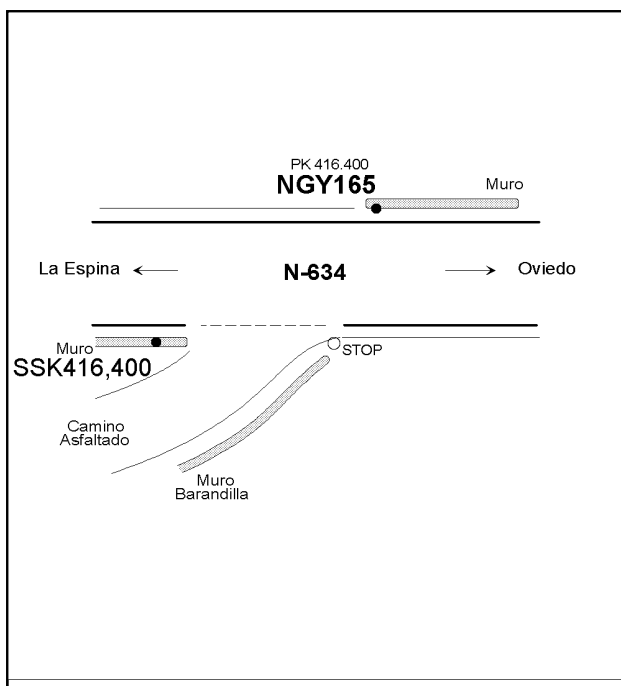 PK 416.400
NGY165
Muro
La Espina
N-634
Oviedo
Muro
STOP
SSK416,400
Camino
Asfaltado
Muro
Barandilla